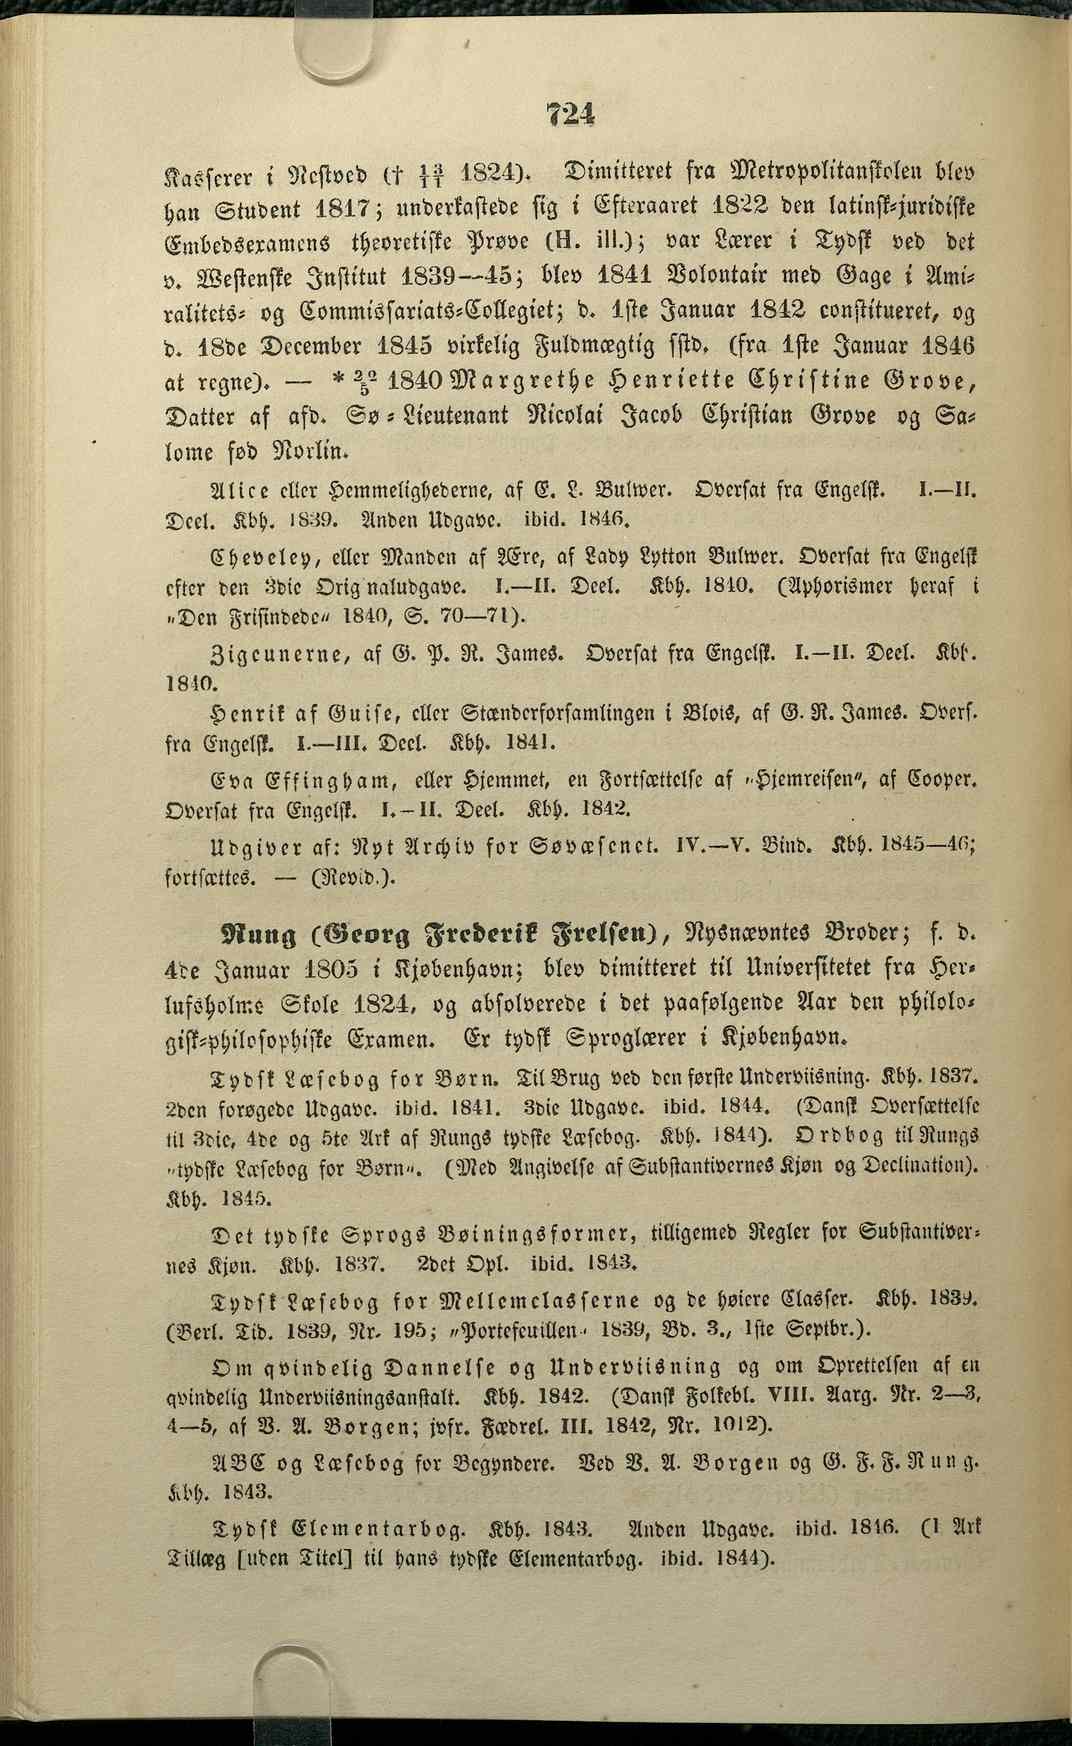 724
Kasserer i Nestved († 13/11 1824). Dimitteret fra Metropolitanskolen blev
han Student 1817; underkastede sig i Efteraaret 1822 den latinsk-juridiske
Embedsexamens theoretiske Prøve (H. ill.); var Lærer i Tydsk ved det
v. Westenske Institut 1839—45; blev 1841 Volontair med Gage i Ami-
ralitets- og Commissariats-Collegiet; d. 1ste Januar 1842 constitueret, og
d. 18de December 1845 virkelig Fuldmægtig sstd. (fra 1ste Januar 1846
at regne). — * 22/5 1840 Margrethe Henriette Christine Grove,
Datter af afd. Sø-Lieutenant Nicolai Jacob Christian Grove og Sa-
lome fød Norlin.
Alice eller Hemmelighederne, af E. L. Bulwer. Oversat fra Engelsk. I.—II.
Deel. Kbh. 1839. Anden Udgave. ibid. 1846.
Cheveley, eller Manden af Ære, af Lady Lytton Bulwer. Oversat fra Engelsk
efter den 3die Originaludgave. I.—II. Deel. Kbh. 1840. (Aphorismer heraf i
"Den Frisindede" 1840, S. 70—71).
Zigeunerne, af G. P. R. James. Oversat fra Engelsk. I.—II. Deel. Kbh.
1840.
Henrik af Guise, eller Stænderforsamlingen i Blois, af G. R. James. Overs.
fra Engelsk. I.—III. Deel. Kbh. 1841.
Eva Effingham, eller Hjemmet, en Fortsættelse af "Hjemreisen", af Cooper.
Oversat fra Engelsk. I.—II. Deel. Kbh. 1842.
Udgiver af: Nyt Archiv for Søvæsenet. IV.—V. Bind. Kbh. 1845—46;
fortsættes. — (Revid.).
Rung (Georg Frederik Frelsen), Nysnævntes Broder; f. d.
4de Januar 1805 i Kjøbenhavn; blev dimitteret til Universitetet fra Her-
lufsholms Skole 1824, og absolverede i det paafølgende Aar den philolo-
gisk-philosophiske Examen. Er tydsk Sproglærer i Kjøbenhavn.
Tydsk Læsebog for Børn. Til Brug ved den første Underviisning. Kbh. 1837.
2den forøgede Udgave. ibid. 1841. 3die Udgave. ibid. 1844. (Dansk Oversættelse
til 3die, 4de og 5te Ark af Rungs tydske Læsebog. Kbh. 1844). Ordbog til Rungs
"tydske Læsebog for Børn". (Med Angivelse af Substantivernes Kjøn og Declination).
Kbh. 1845.
Det tydske Sprogs Bøiningsformer, tilligemed Regler for Substantiver-
nes Kjøn. Kbh. 1837. 2det Opl. ibid. 1843.
Tydsk Læsebog for Mellemclasserne og de høiere Classer. Kbh. 1839.
(Berl. Tid. 1839, Nr. 195; "Portefeuillen" 1839, Bd. 3., 1ste Septbr.).
Om qvindelig Dannelse og Underviisning og om Oprettelsen af en
qvindelig Underviisningsanstalt. Kbh. 1842. (Dansk Folkebl. VIII. Aarg. Nr. 2—3,
4—5, af V. A. Borgen; jvfr. Fædrel. III. 1842, Nr. 1012).
ABC og Læsebog for Begyndere. Ved V. A. Borgen og G. F. F. Rung.
Kbh. 1843.
Tydsk Elementarbog. Kbh. 1843. Anden Udgave. ibid. 1846. (1 Ark
Tillæg [uden Titel] til hans tydske Elementarbog. ibid. 1844).